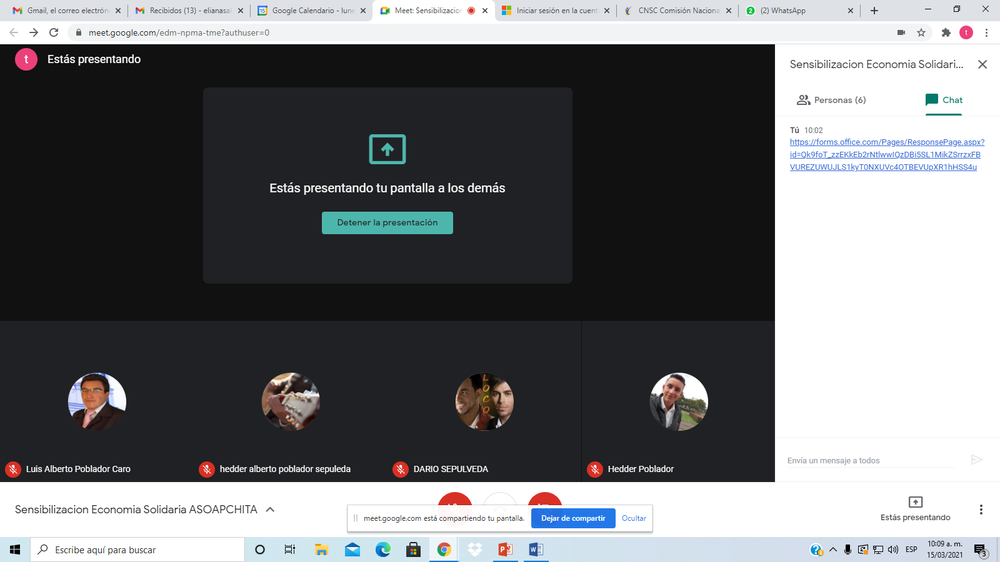 Gmail, el correo electróni
Recibidos (13) - elianasal
Google Calendario - lune
Meet: Sensibilizacion
Iniciar sesión en la cuent
CNSC Comisión Naciona
(2) WhatsApp
meet.google.com/edm-npma-tme?authuser=0
t
t
Estás presentando
Estás presentando tu pantalla a los demás
Detener la presentación
Sensibilizacion Economia Solidari...
Personas (6)
Chat
Tú 10:02
https://forms.office.com/Pages/ResponsePage.aspx?
id=Qk9foT_zzEKkEb2rNtlwwIQzDBi5SL1MikZSrrzxFB
VUREZUWUJLS1kyT0NXUVc4OTBEVUpXR1hHSS4u
LOCO
Luis Alberto Poblador Caro
hedder alberto poblador sepuleda
DARIO SEPULVEDA
Hedder Poblador
Envía un mensaje a todos
Sensibilizacion Economia Solidaria ASOAPCHITA
meet.google.com está compartiendo tu pantalla.
Dejar de compartir
Ocultar
Estás presentando
Escribe aquí para buscar
ESP
10:09 a. m.
15/03/2021
3